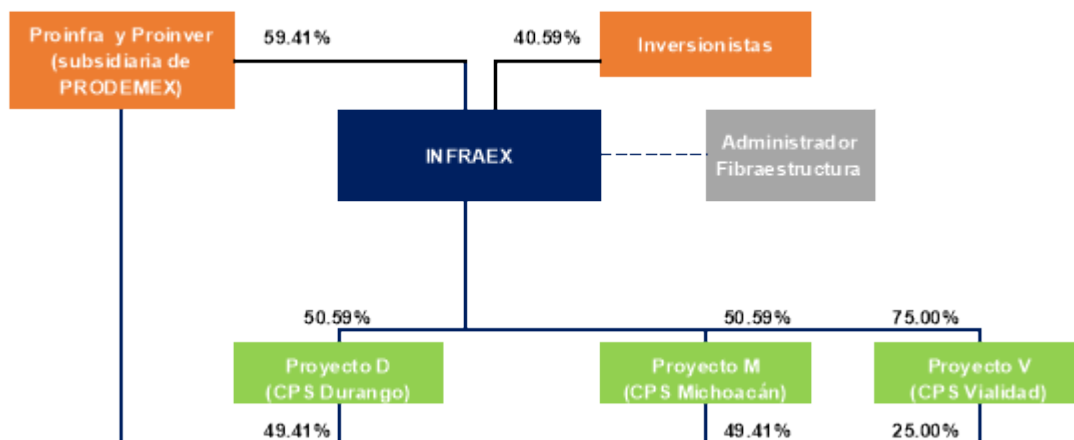 Proinfra y Proinver
(subsidiaria de
PRODEMEX)
59.41%
40.59%
Inversionistas
INFRAEX
Administrador
Fibraestructura
50.59%
50.59%
75.00%
Proyecto D
(CPS Durango)
Proyecto M
(CPS Michoacán)
Proyecto V
(CPS Vialidad)
49.41%
49.41%
25.00%